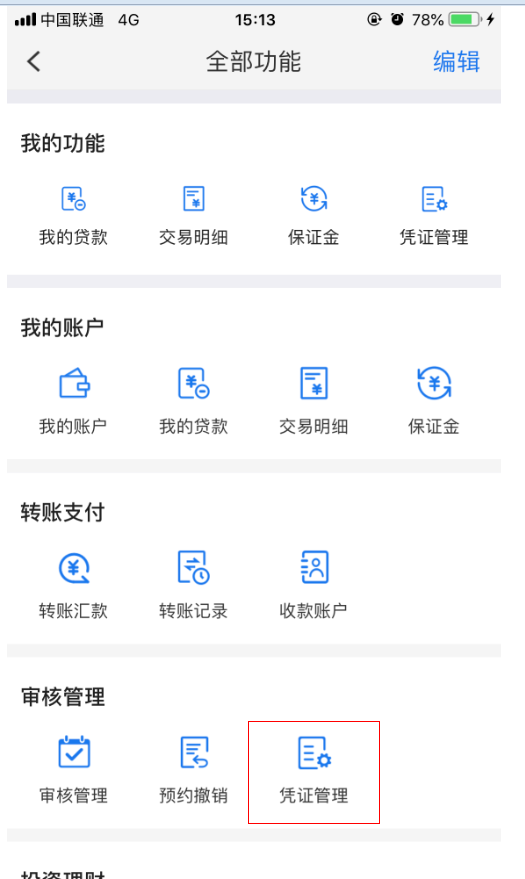 中国联通 4G 15:13 78%
全部功能 编辑
我的功能
我的贷款 交易明细 保证金 凭证管理
我的账户
我的账户 我的贷款 交易明细 保证金
转账支付
转账汇款 转账记录 收款账户
审核管理
审核管理 预约撤销 凭证管理
投资理财